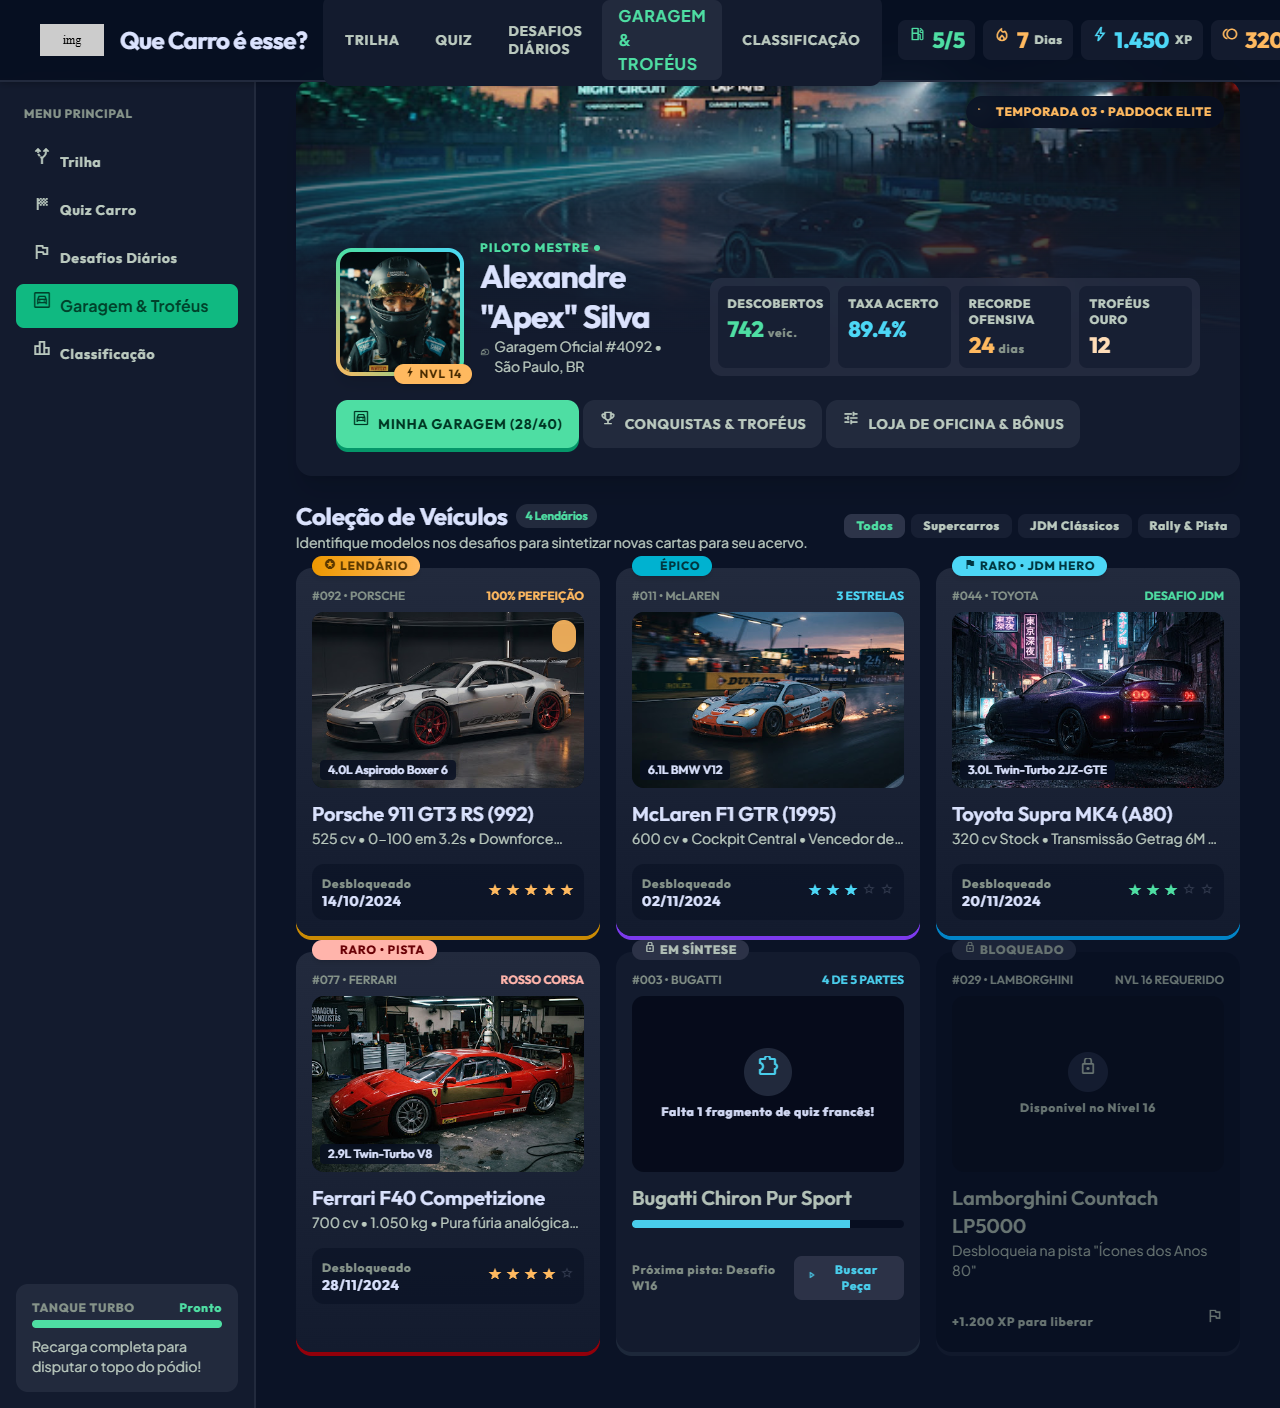 img
Que Carro é esse?
TRILHA
QUIZ
DESAFIOS
DIÁRIOS
GARAGEM
&
TROFÉUS
CLASSIFICAÇÃO
5/5
7 Dias
1.450 XP
320
MENU PRINCIPAL
Trilha
Quiz Carro
Desafios Diários
Garagem & Troféus
Classificação
TANQUE TURBO
Pronto
Recarga completa para
disputar o topo do pódio!
NIGHT CIRCUIT
TEMPORADA 03 • PADDOCK ELITE
PILOTO MESTRE ●
Alexandre
"Apex" Silva
Garagem Oficial #4092 •
São Paulo, BR
NVL 14
DESCOBERTOS
742 veíc.
TAXA ACERTO
89.4%
RECORDE
OFENSIVA
24 dias
TROFÉUS
OURO
12
MINHA GARAGEM (28/40)
CONQUISTAS & TROFÉUS
LOJA DE OFICINA & BÔNUS
Coleção de Veículos
4 Lendários
Identifique modelos nos desafios para sintetizar novas cartas para seu acervo.
Todos
Supercarros
JDM Clássicos
Rally & Pista
LENDÁRIO
#092 • PORSCHE
100% PERFEIÇÃO
4.0L Aspirado Boxer 6
Porsche 911 GT3 RS (992)
525 cv • 0-100 em 3.2s • Downforce...
Desbloqueado
14/10/2024
ÉPICO
#011 • McLAREN
3 ESTRELAS
DUNLOP
6.1L BMW V12
McLaren F1 GTR (1995)
600 cv • Cockpit Central • Vencedor de...
Desbloqueado
02/11/2024
RARO • JDM HERO
#044 • TOYOTA
DESAFIO JDM
3.0L Twin-Turbo 2JZ-GTE
Toyota Supra MK4 (A80)
320 cv Stock • Transmissão Getrag 6M ...
Desbloqueado
20/11/2024
RARO • PISTA
#077 • FERRARI
ROSSO CORSA
GARAGEM E
CONQUISTAS
2.9L Twin-Turbo V8
Ferrari F40 Competizione
700 cv • 1.050 kg • Pura fúria analógica...
Desbloqueado
28/11/2024
EM SÍNTESE
#003 • BUGATTI
4 DE 5 PARTES
Falta 1 fragmento de quiz francês!
Bugatti Chiron Pur Sport
Próxima pista: Desafio
W16
Buscar
Peça
BLOQUEADO
#029 • LAMBORGHINI
NVL 16 REQUERIDO
Disponível no Nível 16
Lamborghini Countach
LP5000
Desbloqueia na pista "Ícones dos Anos
80"
+1.200 XP para liberar